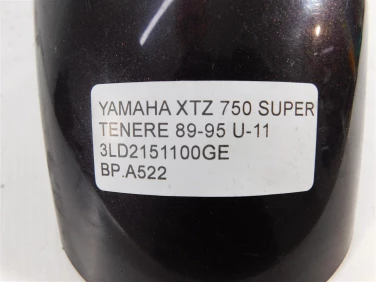 YAMAHA XTZ 750 SUPER
TENERE 89-95 U-11
3LD2151100GE
BP.A522